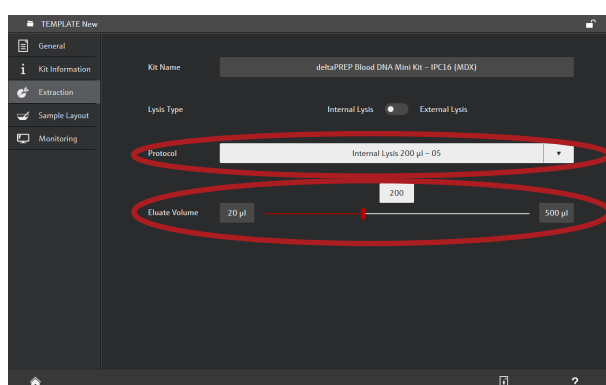 TEMPLATE New
General
Kit Information
Extraction
Sample Layout
Monitoring
Kit Name deltaPREP Blood DNA Mini Kit – IPC16 (MDX)
Lysis Type Internal Lysis External Lysis
Protocol Internal Lysis 200 µl – 05
200
Eluate Volume 20 µl 500 µl
?